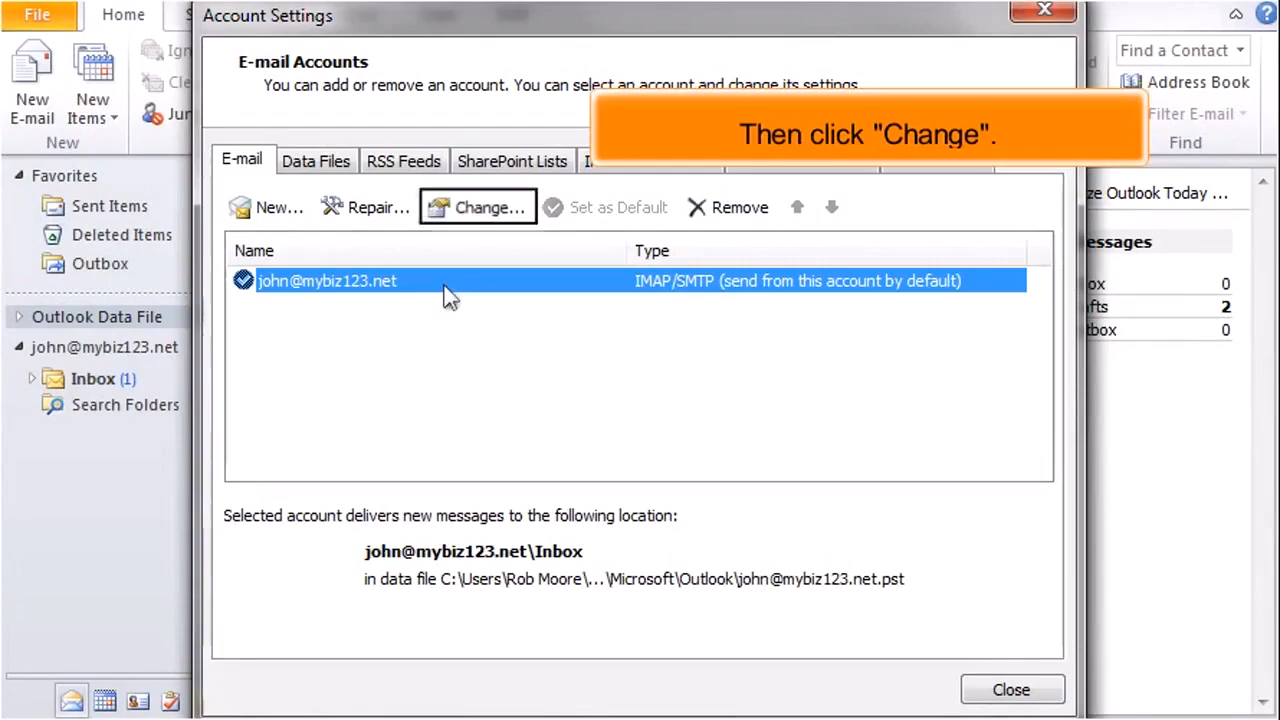 File
Home
Account Settings
E-mail Accounts
You can add or remove an account. You can select an account and change its settings.
Then click "Change".
New E-mail
New Items
New
Find a Contact
Address Book
Filter E-mail
Find
E-mail
Data Files
RSS Feeds
SharePoint Lists
New...
Repair...
Change...
Set as Default
Remove
Name
Type
john@mybiz123.net
IMAP/SMTP (send from this account by default)
Selected account delivers new messages to the following location:
john@mybiz123.net\Inbox
in data file C:\Users\Rob Moore\...\Microsoft\Outlook\john@mybiz123.net.pst
Close
Favorites
Sent Items
Deleted Items
Outbox
Outlook Data File
john@mybiz123.net
Inbox (1)
Search Folders
ze Outlook Today ...
essages
ox 0
fts 2
tbox 0